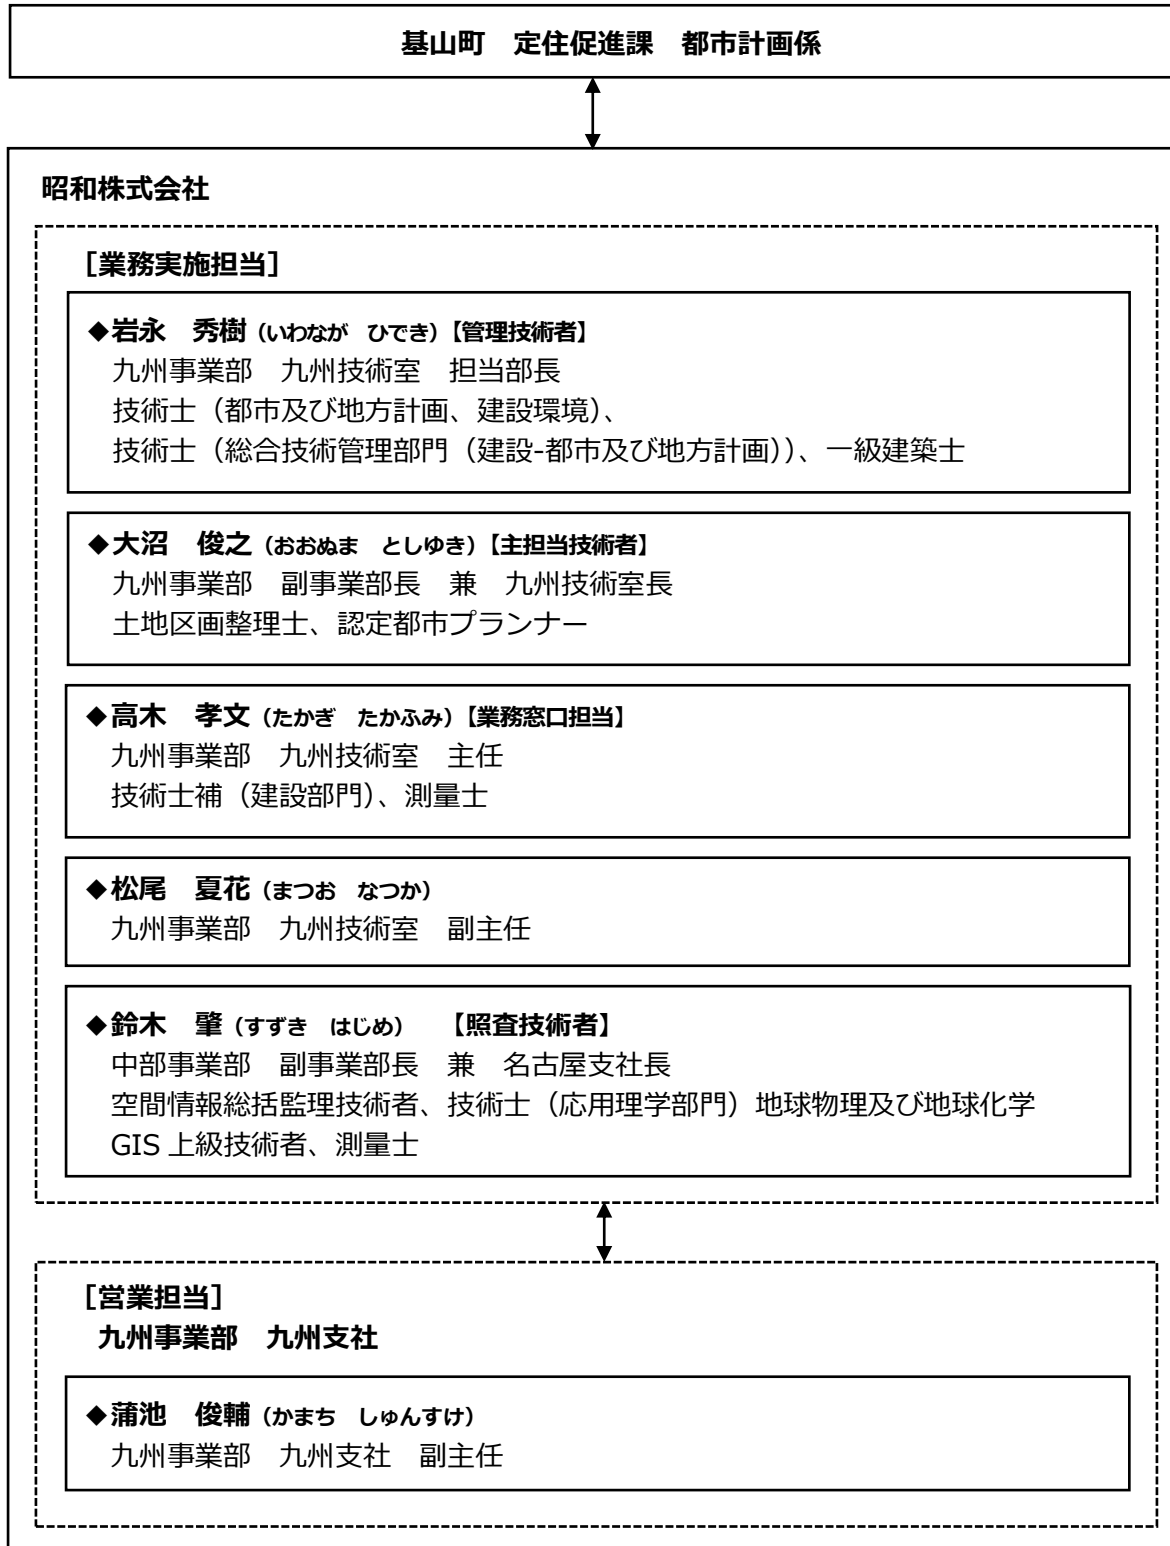 基山町　定住促進課　都市計画係
昭和株式会社
［業務実施担当］
◆岩永　秀樹（いわなが　ひでき）【管理技術者】
九州事業部　九州技術室　担当部長
技術士（都市及び地方計画、建設環境）、
技術士（総合技術管理部門（建設-都市及び地方計画））、一級建築士
◆大沼　俊之（おおぬま　としゆき）【主担当技術者】
九州事業部　副事業部長　兼　九州技術室長
土地区画整理士、認定都市プランナー
◆高木　孝文（たかぎ　たかふみ）【業務窓口担当】
九州事業部　九州技術室　主任
技術士補（建設部門）、測量士
◆松尾　夏花（まつお　なつか）
九州事業部　九州技術室　副主任
◆鈴木　肇（すずき　はじめ）　【照査技術者】
中部事業部　副事業部長　兼　名古屋支社長
空間情報総括監理技術者、技術士（応用理学部門）地球物理及び地球化学
GIS 上級技術者、測量士
［営業担当］
九州事業部　九州支社
◆蒲池　俊輔（かまち　しゅんすけ）
九州事業部　九州支社　副主任